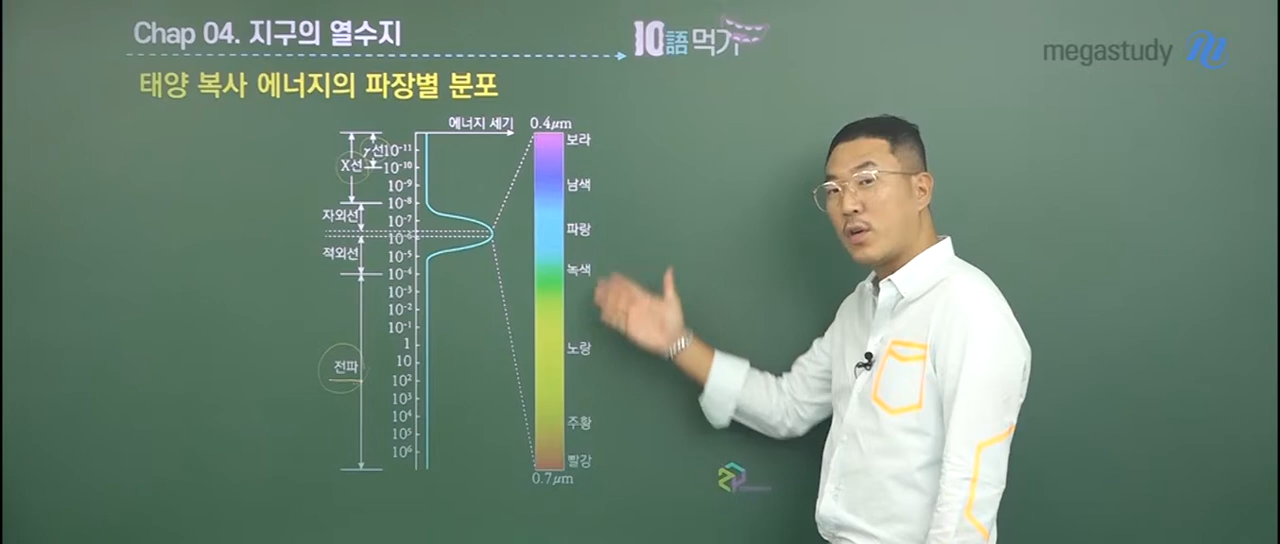 Chap 04. 지구의 열수지
10語먹기
megastudy
태양 복사 에너지의 파장별 분포
에너지 세기
0.4μm
γ선
X선
자외선
적외선
전파
10⁻¹¹
10⁻¹⁰
10⁻⁹
10⁻⁸
10⁻⁷
10⁻⁶
10⁻⁵
10⁻⁴
10⁻³
10⁻²
10⁻¹
1
10
10²
10³
10⁴
10⁵
10⁶
보라
남색
파랑
녹색
노랑
주황
빨강
0.7μm